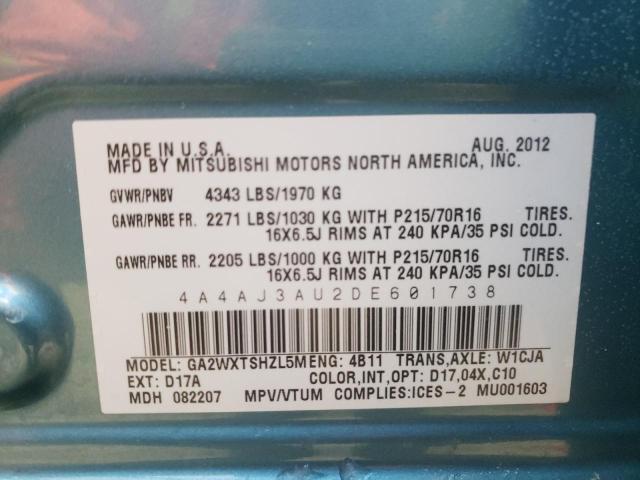 MADE IN U.S.A. AUG. 2012
MFD BY MITSUBISHI MOTORS NORTH AMERICA, INC.
GVWR/PNBV 4343 LBS/1970 KG
GAWR/PNBE FR. 2271 LBS/1030 KG WITH P215/70R16 TIRES.
16X6.5J RIMS AT 240 KPA/35 PSI COLD.
GAWR/PNBE RR. 2205 LBS/1000 KG WITH P215/70R16 TIRES.
16X6.5J RIMS AT 240 KPA/35 PSI COLD.
4A4AJ3AU2DE601738
MODEL: GA2WXTSHZL5M ENG: 4B11 TRANS,AXLE: W1CJA
EXT: D17A COLOR,INT,OPT: D17,04X,C10
MDH 082207 MPV/VTUM COMPLIES:ICES-2 MU001603